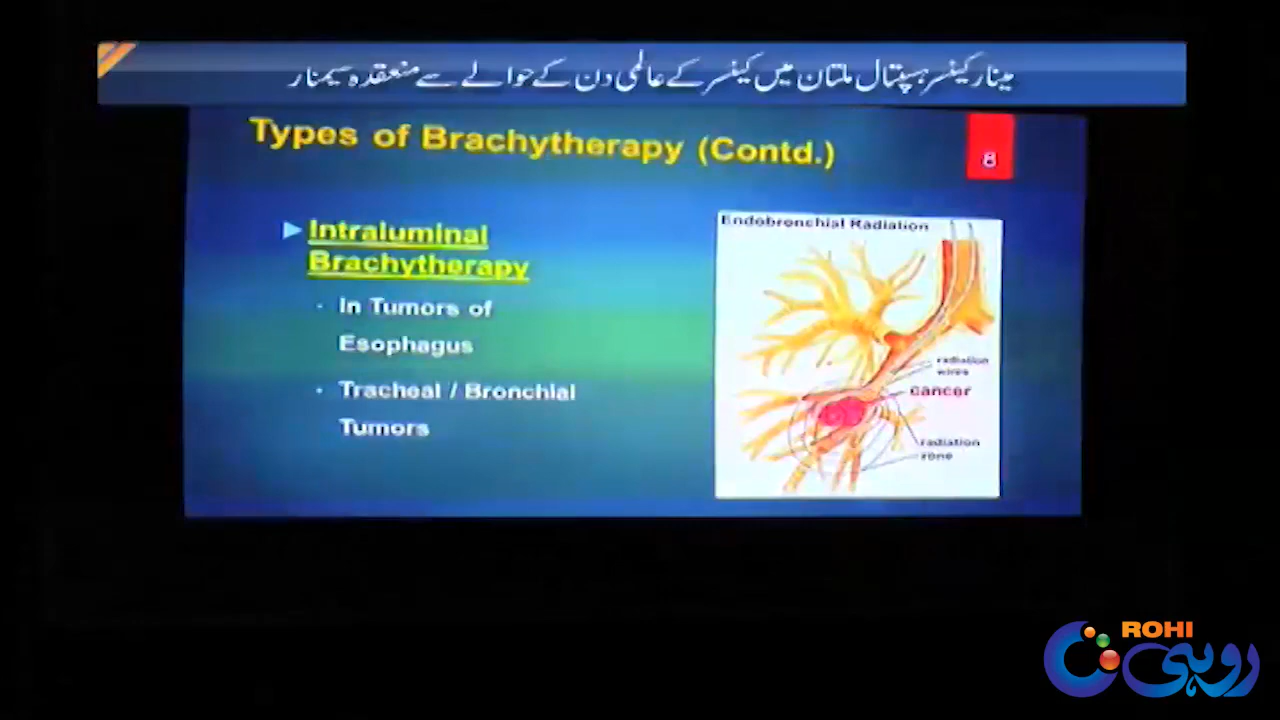 مینار کینسر ہسپتال ملتان میں کینسر کے عالمی دن کے حوالے سے منعقدہ سیمنار
Types of Brachytherapy (Contd.)
8
Intraluminal
Brachytherapy
In Tumors of
Esophagus
Tracheal / Bronchial
Tumors
Endobronchial Radiation
radiation
wires
cancer
radiation
zone
ROHI
روہی